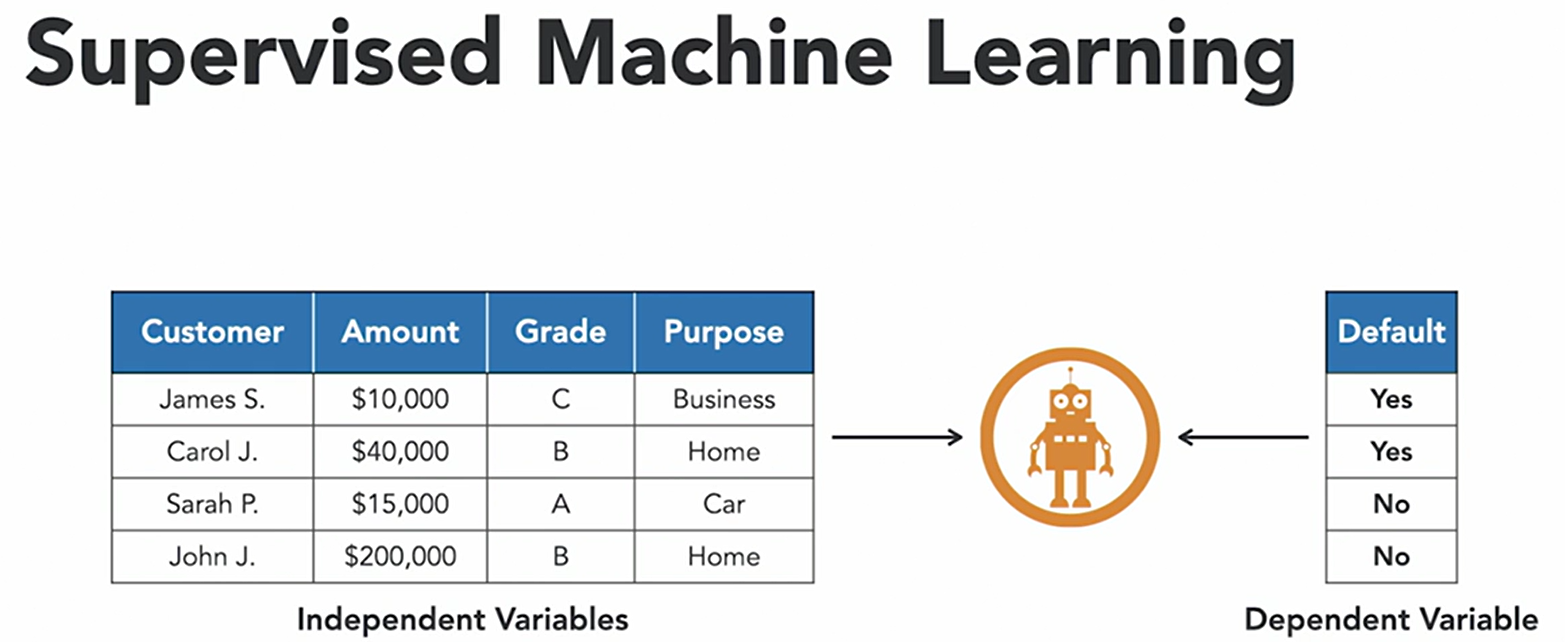 Supervised Machine Learning
Customer Amount Grade Purpose Default
James S. $10,000 C Business Yes
Carol J. $40,000 B Home Yes
Sarah P. $15,000 A Car No
John J. $200,000 B Home No
Independent Variables Dependent Variable